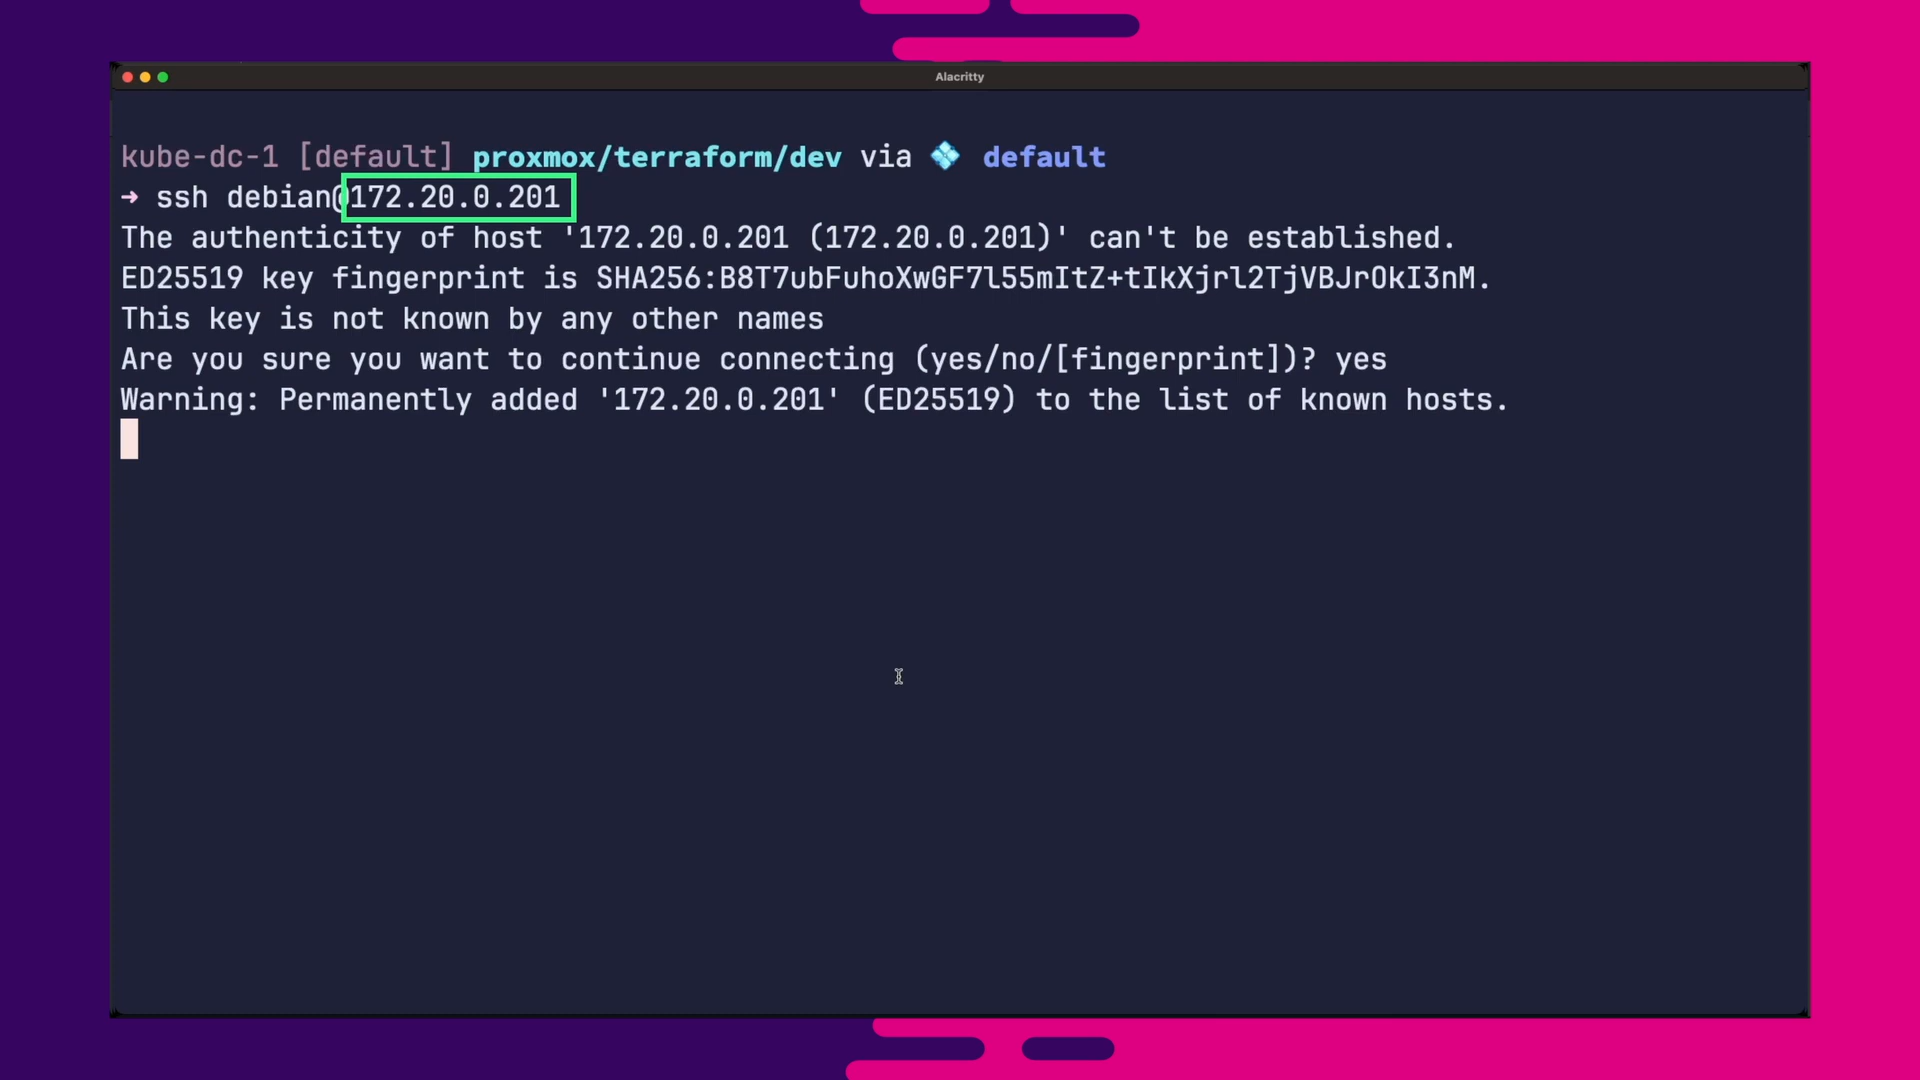 Alacritty
kube-dc-1 [default] proxmox/terraform/dev via default
→ ssh debian@172.20.0.201
The authenticity of host '172.20.0.201 (172.20.0.201)' can't be established.
ED25519 key fingerprint is SHA256:B8T7ubFuhoXwGF7l55mItZ+tIkXjrl2TjVBJrOkI3nM.
This key is not known by any other names
Are you sure you want to continue connecting (yes/no/[fingerprint])? yes
Warning: Permanently added '172.20.0.201' (ED25519) to the list of known hosts.